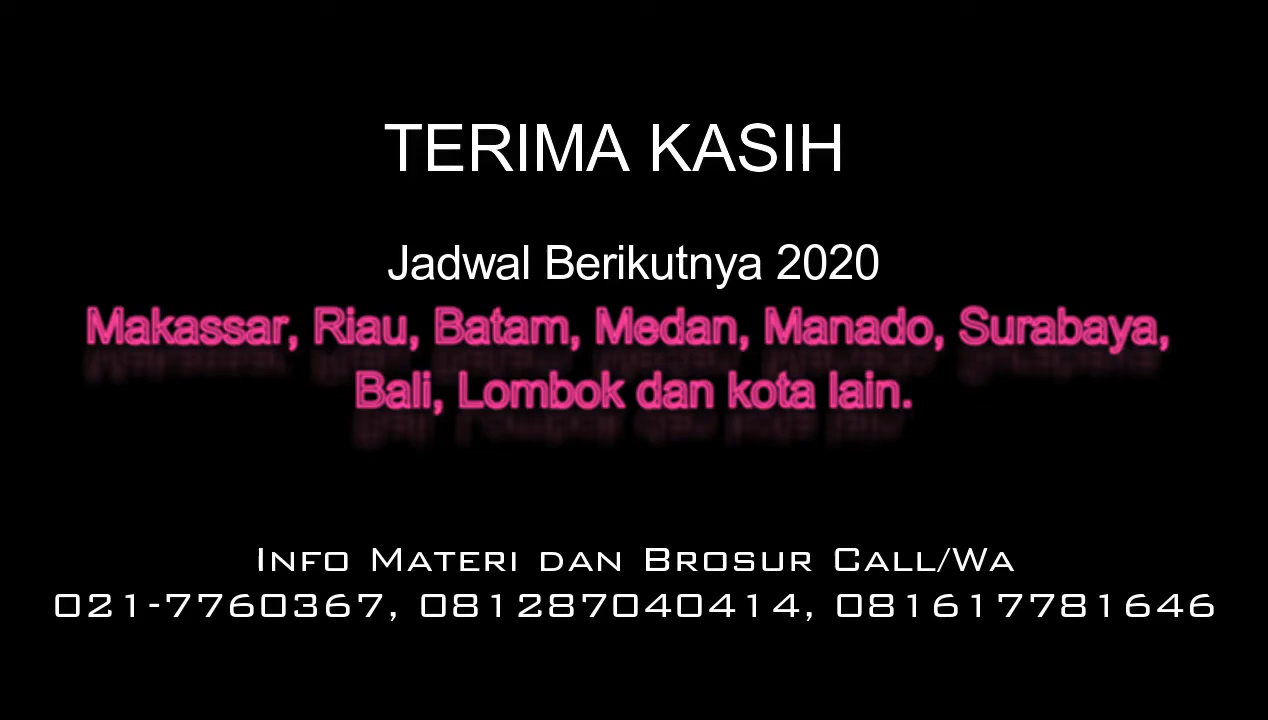 TERIMA KASIH
Jadwal Berikutnya 2020
Makassar, Riau, Batam, Medan, Manado, Surabaya,
Bali, Lombok dan kota lain.
Info Materi dan Brosur Call/Wa
021-7760367, 081287040414, 081617781646